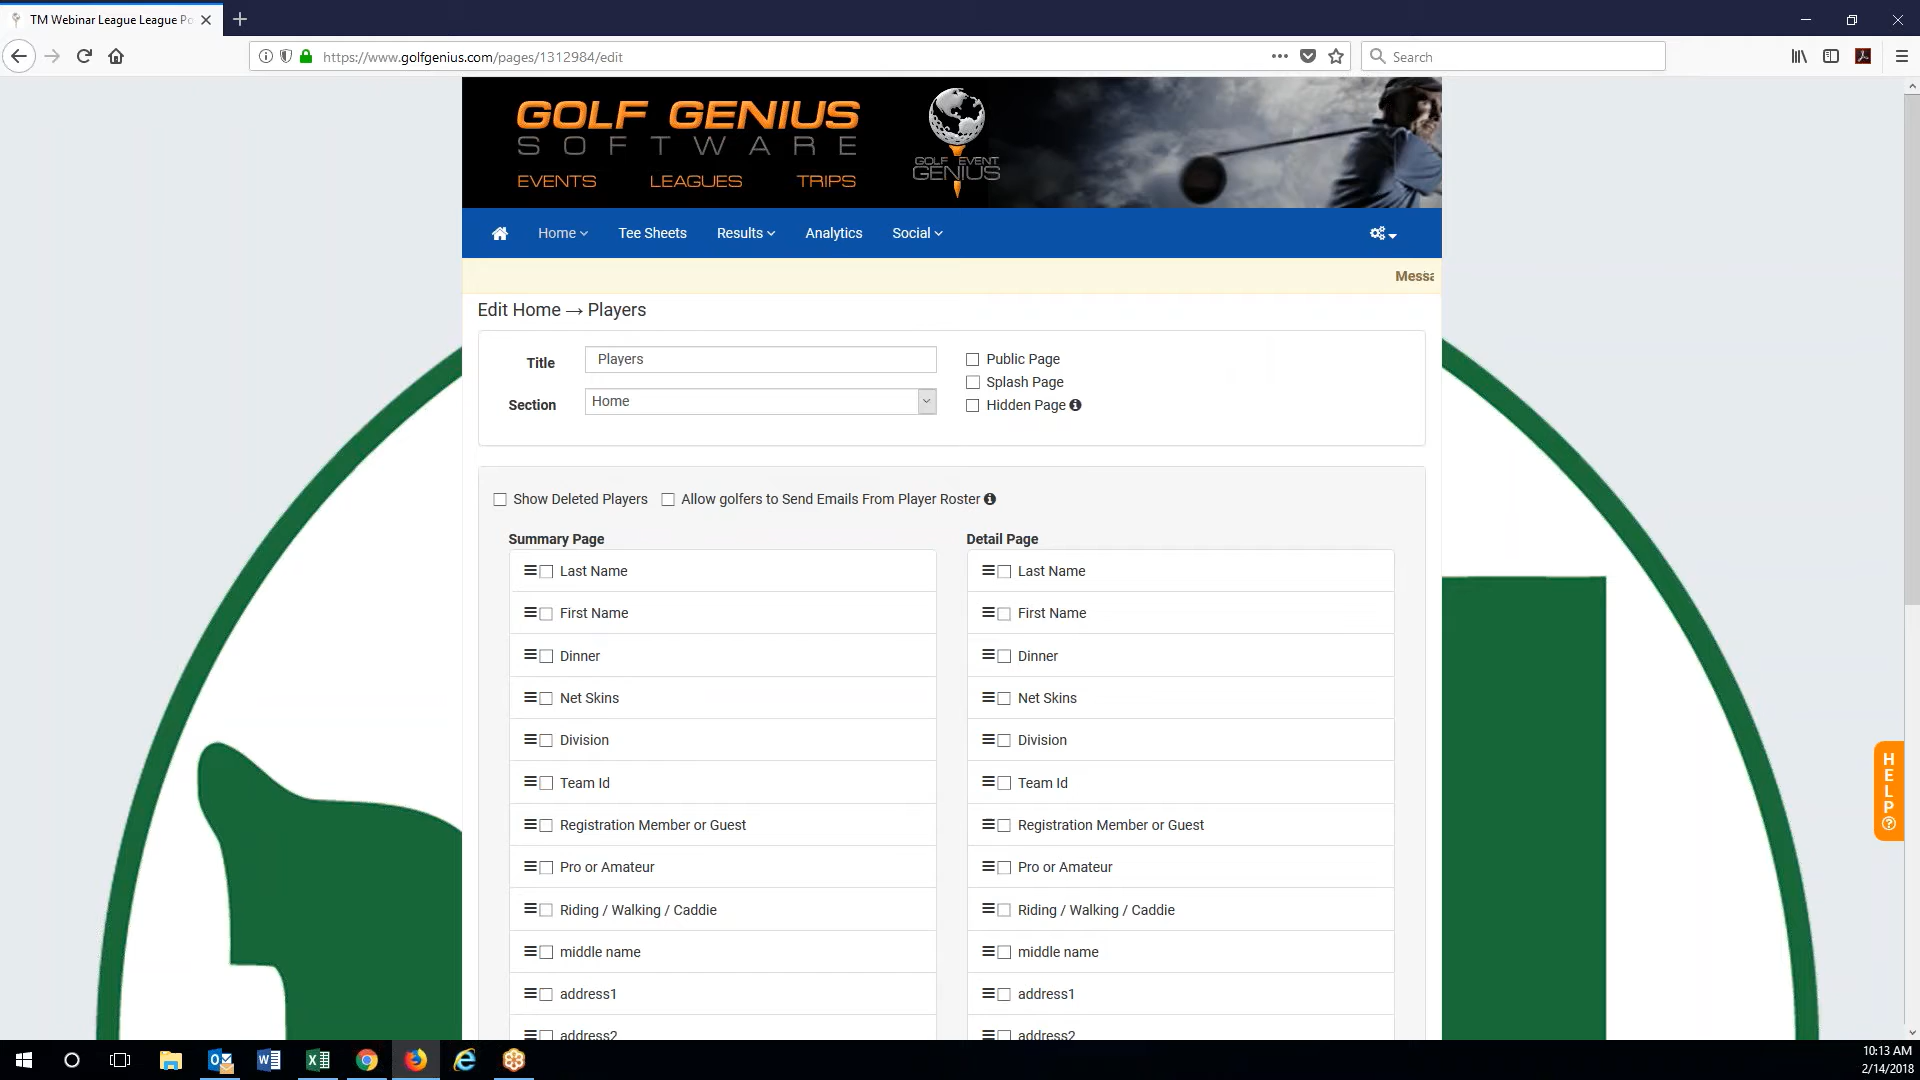 TM Webinar League League Po
https://www.golfgenius.com/pages/1312984/edit
Search
GOLF GENIUS
SOFTWARE
EVENTS LEAGUES TRIPS
GOLF EVENT
GENIUS
Home Tee Sheets Results Analytics Social
Messa
Edit Home → Players
Title Players
Public Page
Splash Page
Section Home
Hidden Page
Show Deleted Players Allow golfers to Send Emails From Player Roster
Summary Page Detail Page
Last Name Last Name
First Name First Name
Dinner Dinner
Net Skins Net Skins
Division Division
Team Id Team Id
Registration Member or Guest Registration Member or Guest
Pro or Amateur Pro or Amateur
Riding / Walking / Caddie Riding / Walking / Caddie
middle name middle name
address1 address1
address2 address2
HELP
10:13 AM
2/14/2018